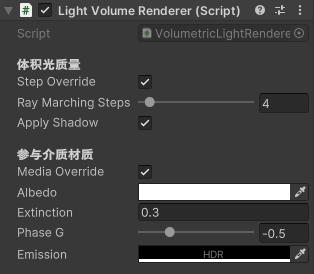 Light Volume Renderer (Script)
Script VolumetricLightRendere
体积光质量
Step Override
Ray Marching Steps 4
Apply Shadow
参与介质材质
Media Override
Albedo
Extinction 0.3
Phase G -0.5
Emission HDR